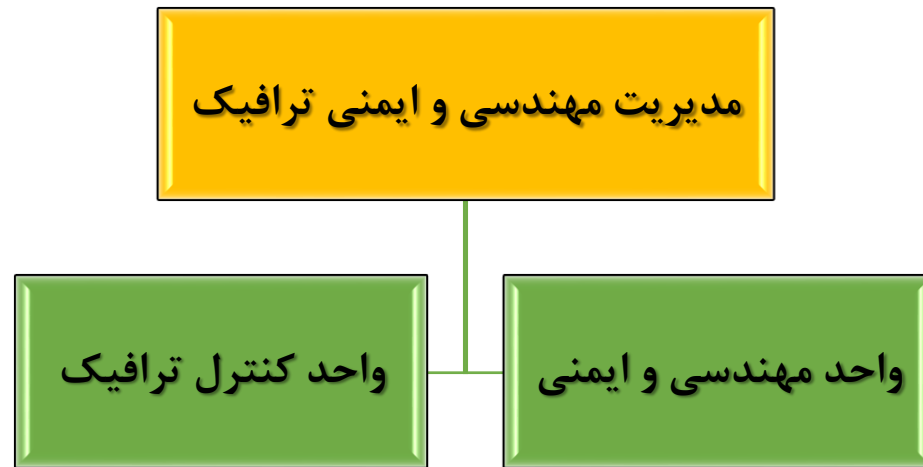 مدیریت مهندسی و ایمنی ترافیک
واحد مهندسی و ایمنی
واحد کنترل ترافیک